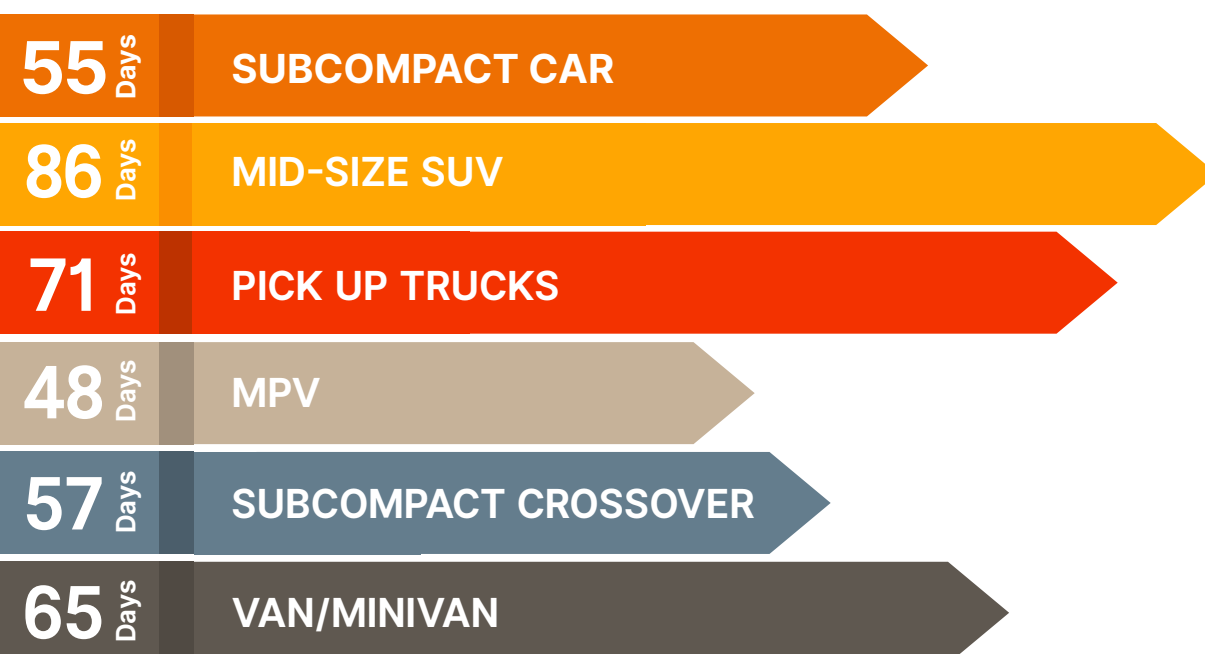 55 Days SUBCOMPACT CAR
86 Days MID-SIZE SUV
71 Days PICK UP TRUCKS
48 Days MPV
57 Days SUBCOMPACT CROSSOVER
65 Days VAN/MINIVAN